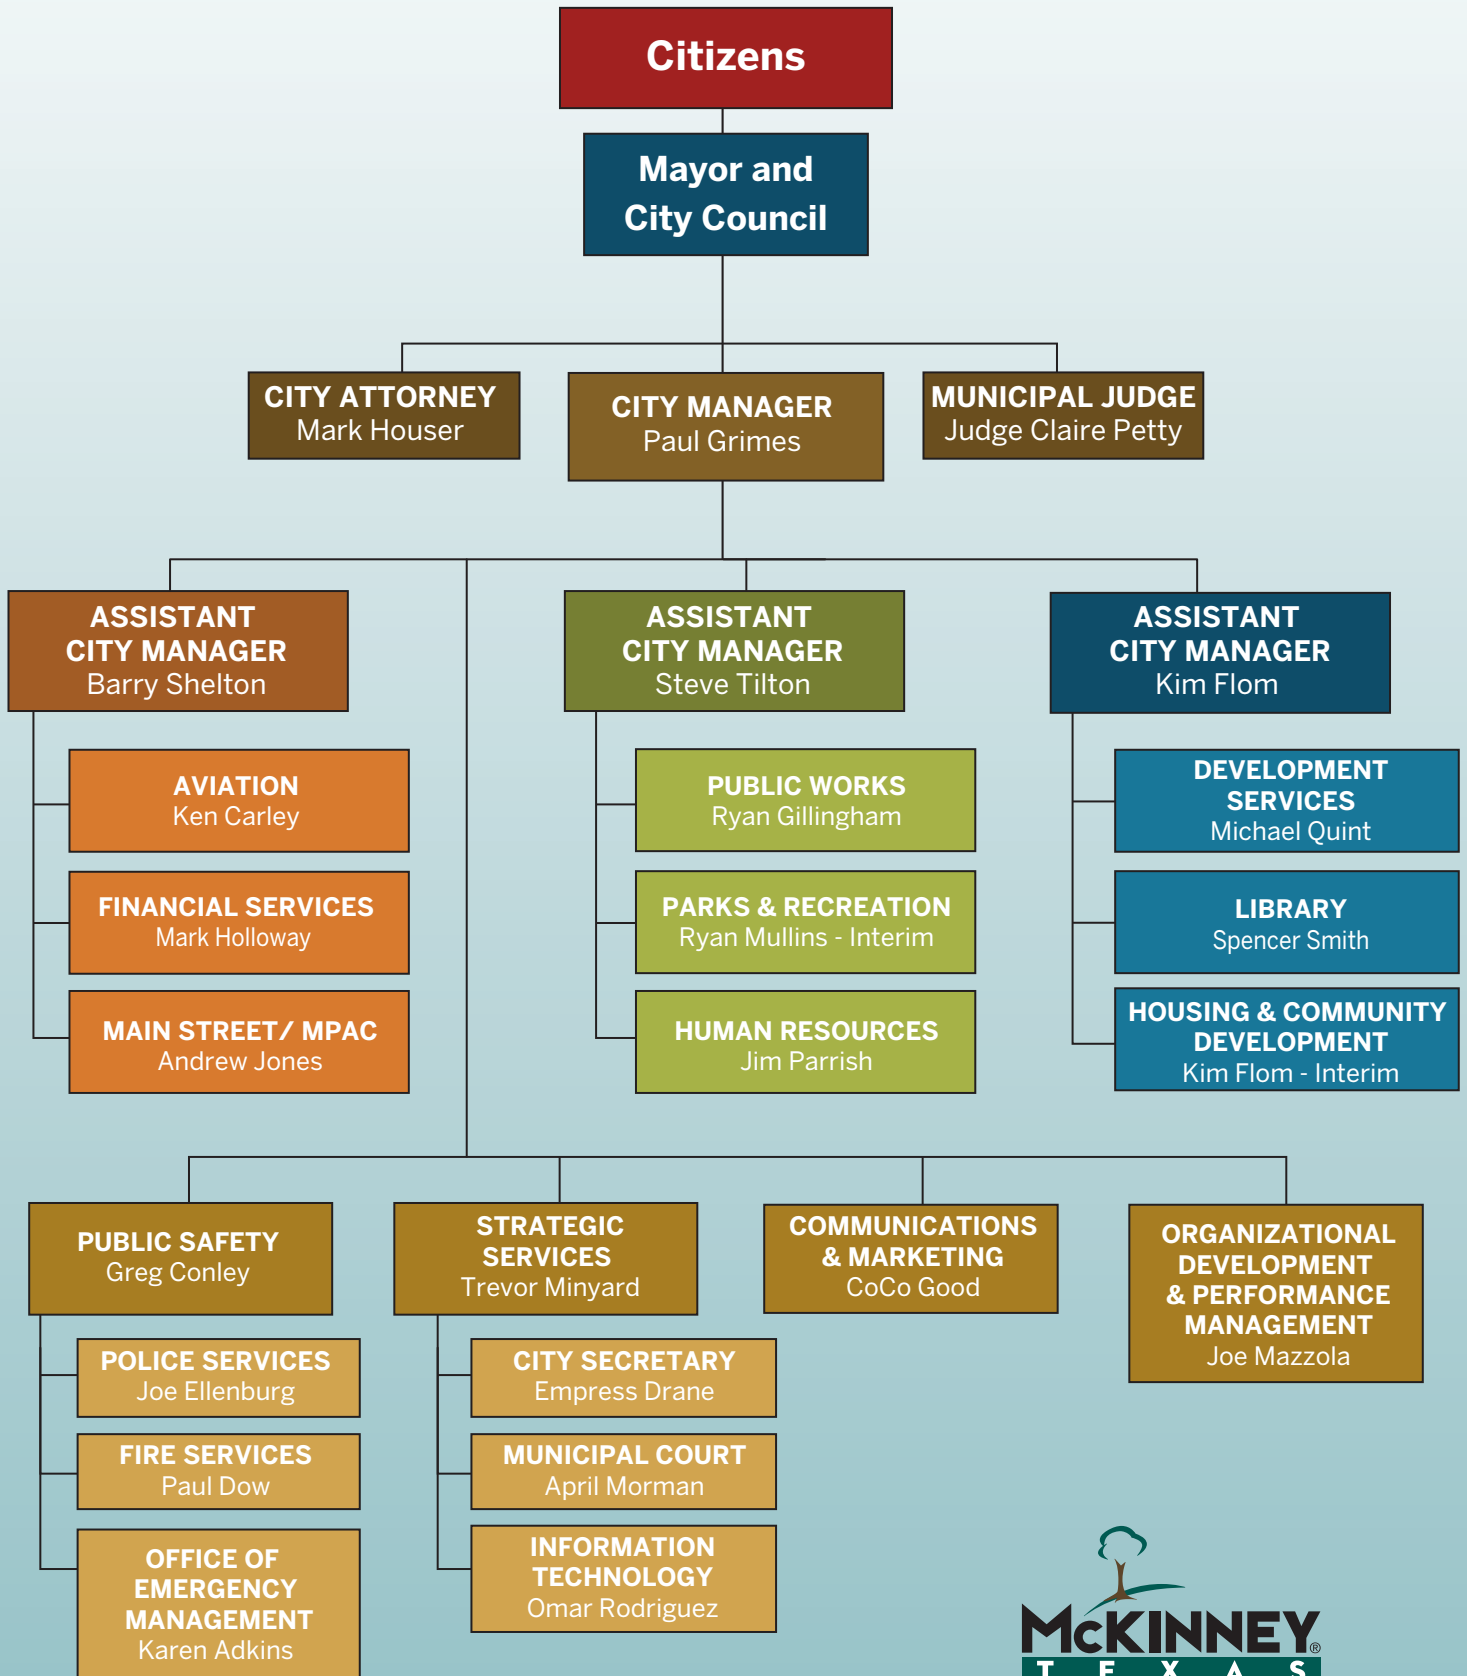 Citizens
Mayor and
City Council
CITY ATTORNEY
Mark Houser
CITY MANAGER
Paul Grimes
MUNICIPAL JUDGE
Judge Claire Petty
ASSISTANT
CITY MANAGER
Barry Shelton
AVIATION
Ken Carley
FINANCIAL SERVICES
Mark Holloway
MAIN STREET/ MPAC
Andrew Jones
ASSISTANT
CITY MANAGER
Steve Tilton
PUBLIC WORKS
Ryan Gillingham
PARKS & RECREATION
Ryan Mullins - Interim
HUMAN RESOURCES
Jim Parrish
ASSISTANT
CITY MANAGER
Kim Flom
DEVELOPMENT
SERVICES
Michael Quint
LIBRARY
Spencer Smith
HOUSING & COMMUNITY
DEVELOPMENT
Kim Flom - Interim
PUBLIC SAFETY
Greg Conley
POLICE SERVICES
Joe Ellenburg
FIRE SERVICES
Paul Dow
OFFICE OF
EMERGENCY
MANAGEMENT
Karen Adkins
STRATEGIC
SERVICES
Trevor Minyard
CITY SECRETARY
Empress Drane
MUNICIPAL COURT
April Morman
INFORMATION
TECHNOLOGY
Omar Rodriguez
COMMUNICATIONS
& MARKETING
CoCo Good
ORGANIZATIONAL
DEVELOPMENT
& PERFORMANCE
MANAGEMENT
Joe Mazzola
McKINNEY®
TEXAS